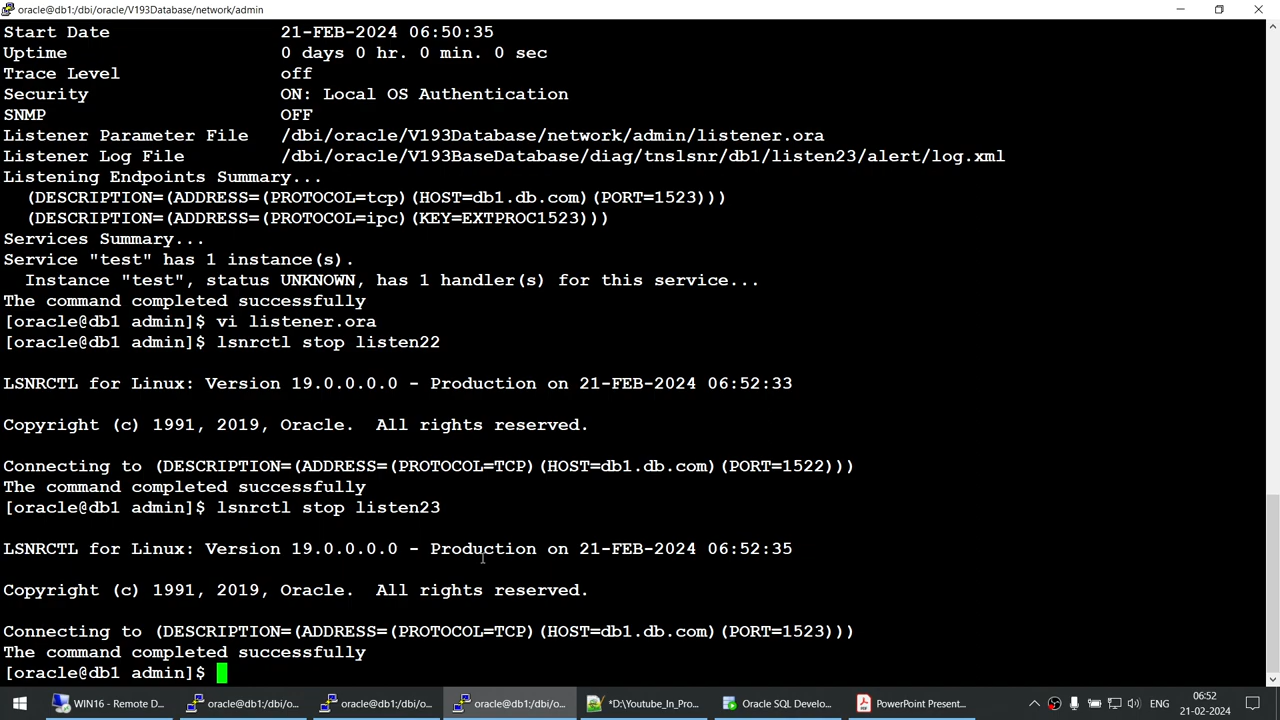 oracle@db1:/dbi/oracle/V193Database/network/admin
Start Date 21-FEB-2024 06:50:35
Uptime 0 days 0 hr. 0 min. 0 sec
Trace Level off
Security ON: Local OS Authentication
SNMP OFF
Listener Parameter File /dbi/oracle/V193Database/network/admin/listener.ora
Listener Log File /dbi/oracle/V193BaseDatabase/diag/tnslsnr/db1/listen23/alert/log.xml
Listening Endpoints Summary...
(DESCRIPTION=(ADDRESS=(PROTOCOL=tcp)(HOST=db1.db.com)(PORT=1523)))
(DESCRIPTION=(ADDRESS=(PROTOCOL=ipc)(KEY=EXTPROC1523)))
Services Summary...
Service "test" has 1 instance(s).
Instance "test", status UNKNOWN, has 1 handler(s) for this service...
The command completed successfully
[oracle@db1 admin]$ vi listener.ora
[oracle@db1 admin]$ lsnrctl stop listen22
LSNRCTL for Linux: Version 19.0.0.0.0 - Production on 21-FEB-2024 06:52:33
Copyright (c) 1991, 2019, Oracle. All rights reserved.
Connecting to (DESCRIPTION=(ADDRESS=(PROTOCOL=TCP)(HOST=db1.db.com)(PORT=1522)))
The command completed successfully
[oracle@db1 admin]$ lsnrctl stop listen23
LSNRCTL for Linux: Version 19.0.0.0.0 - Production on 21-FEB-2024 06:52:35
Copyright (c) 1991, 2019, Oracle. All rights reserved.
Connecting to (DESCRIPTION=(ADDRESS=(PROTOCOL=TCP)(HOST=db1.db.com)(PORT=1523)))
The command completed successfully
[oracle@db1 admin]$
WIN16 - Remote D... oracle@db1:/dbi/o... oracle@db1:/dbi/o... oracle@db1:/dbi/o... *D:\Youtube_In_Pro... Oracle SQL Develo... PowerPoint Present... ENG 06:52
21-02-2024